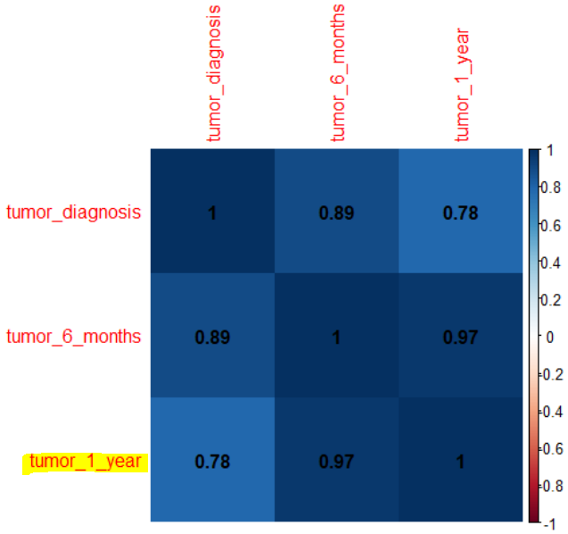 tumor_diagnosis
tumor_6_months
tumor_1_year
tumor_diagnosis 1 0.89 0.78
tumor_6_months 0.89 1 0.97
tumor_1_year 0.78 0.97 1
1
0.8
0.6
0.4
0.2
0
-0.2
-0.4
-0.6
-0.8
-1